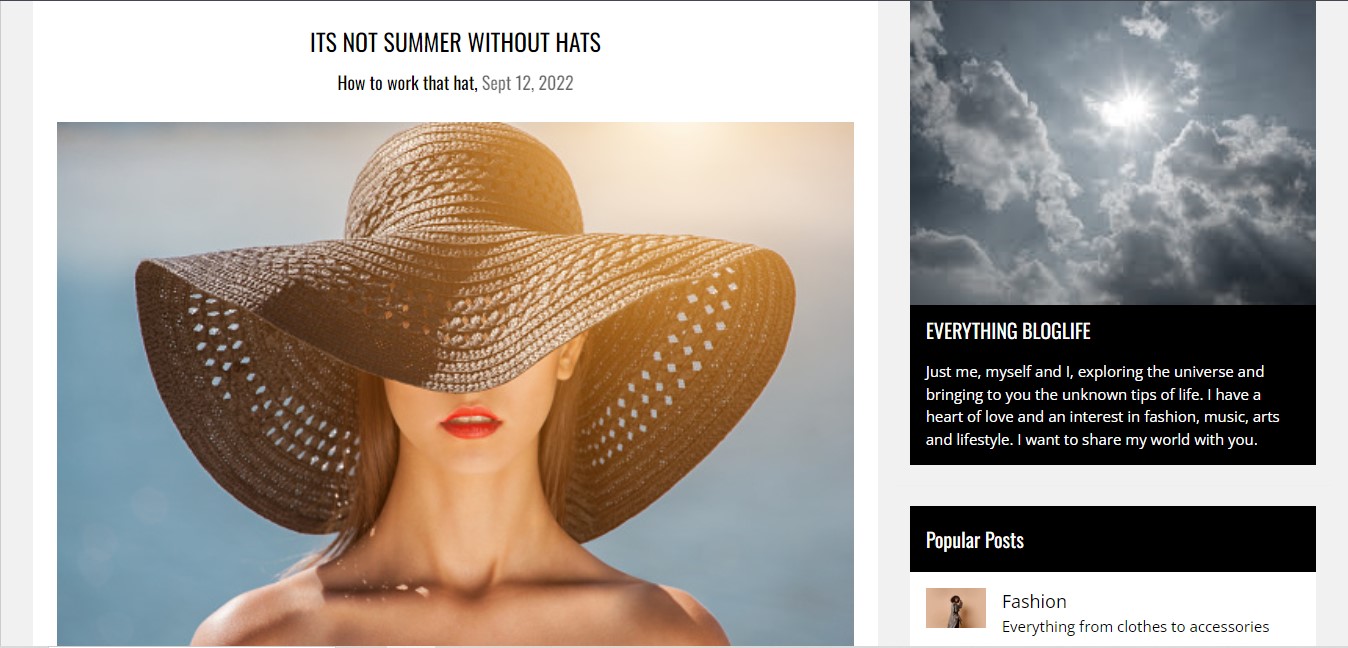 ITS NOT SUMMER WITHOUT HATS
How to work that hat, Sept 12, 2022
EVERYTHING BLOGLIFE
Just me, myself and I, exploring the universe and
bringing to you the unknown tips of life. I have a
heart of love and an interest in fashion, music, arts
and lifestyle. I want to share my world with you.
Popular Posts
Fashion
Everything from clothes to accessories